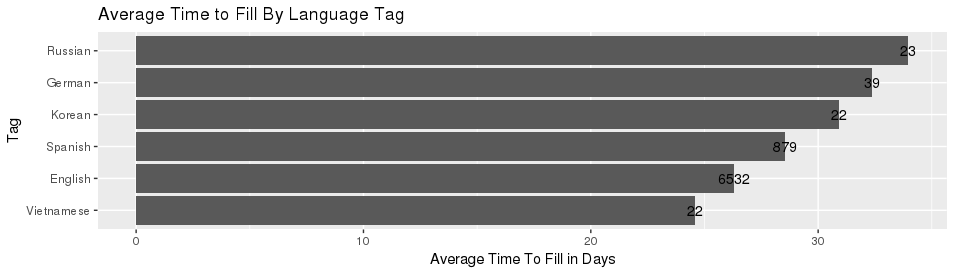 Average Time to Fill By Language Tag
Tag
Russian 23
German 39
Korean 22
Spanish 879
English 6532
Vietnamese 22
0 10 20 30
Average Time To Fill in Days